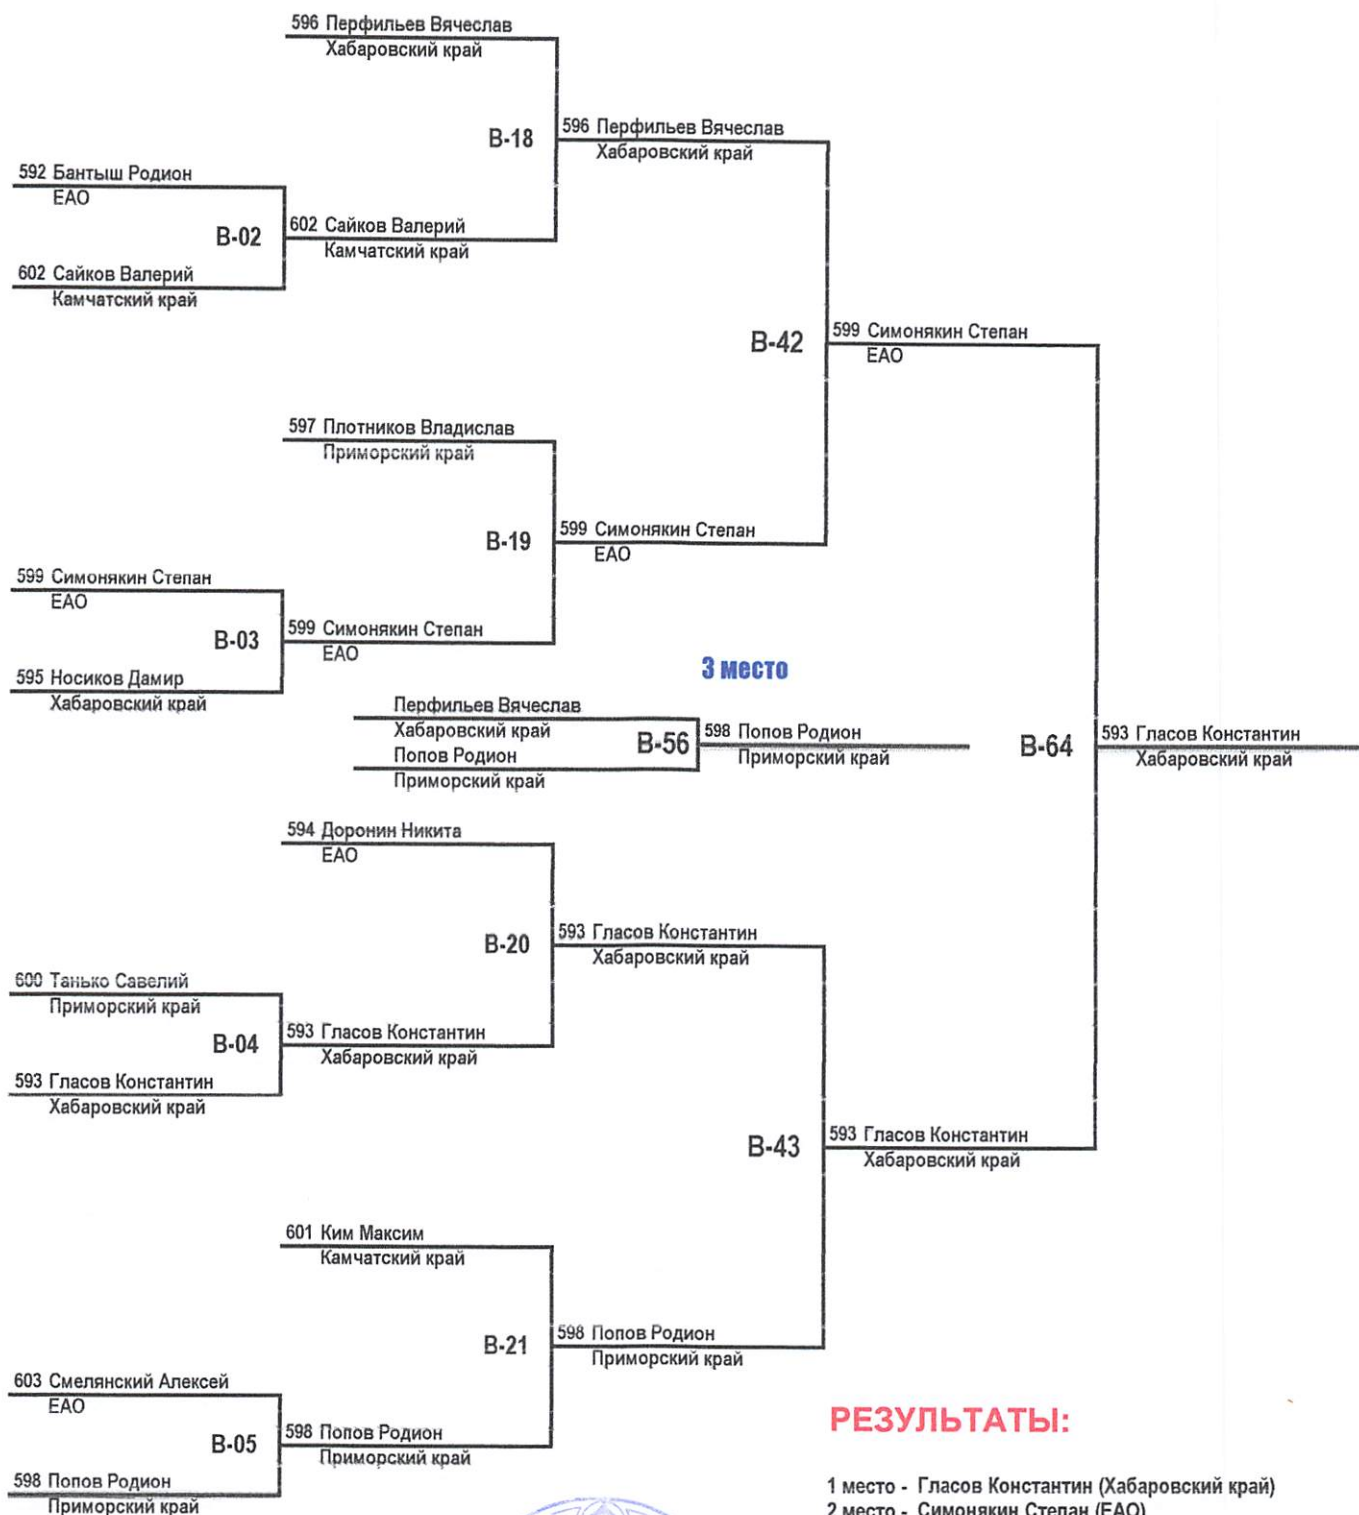 596 Перфильев Вячеслав
Хабаровский край
B-18
596 Перфильев Вячеслав
Хабаровский край
592 Бантыш Родион
ЕАО
B-02
602 Сайков Валерий
Камчатский край
602 Сайков Валерий
Камчатский край
B-42
599 Симонякин Степан
ЕАО
597 Плотников Владислав
Приморский край
B-19
599 Симонякин Степан
ЕАО
599 Симонякин Степан
ЕАО
B-03
599 Симонякин Степан
ЕАО
595 Носиков Дамир
Хабаровский край
3 место
Перфильев Вячеслав
Хабаровский край
Попов Родион
Приморский край
B-56
598 Попов Родион
Приморский край
B-64
593 Гласов Константин
Хабаровский край
594 Доронин Никита
ЕАО
B-20
593 Гласов Константин
Хабаровский край
600 Танько Савелий
Приморский край
B-04
593 Гласов Константин
Хабаровский край
593 Гласов Константин
Хабаровский край
B-43
593 Гласов Константин
Хабаровский край
601 Ким Максим
Камчатский край
B-21
598 Попов Родион
Приморский край
603 Смелянский Алексей
ЕАО
B-05
598 Попов Родион
Приморский край
598 Попов Родион
Приморский край
РЕЗУЛЬТАТЫ:
1 место - Гласов Константин (Хабаровский край)
2 место - Симонякин Степан (ЕАО)